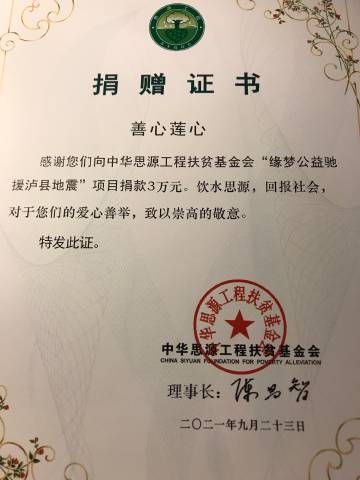 捐赠证书
善心莲心
感谢您们向中华思源工程扶贫基金会“缘梦公益驰
援泸县地震”项目捐款3万元。饮水思源，回报社会，
对于您们的爱心善举，致以崇高的敬意。
特发此证。
中华思源工程扶贫基金会
中华思源工程扶贫基金会
CHINA SIYUAN FOUNDATION FOR POVERTY ALLEVIATION
理事长：
二〇二一年九月二十三日